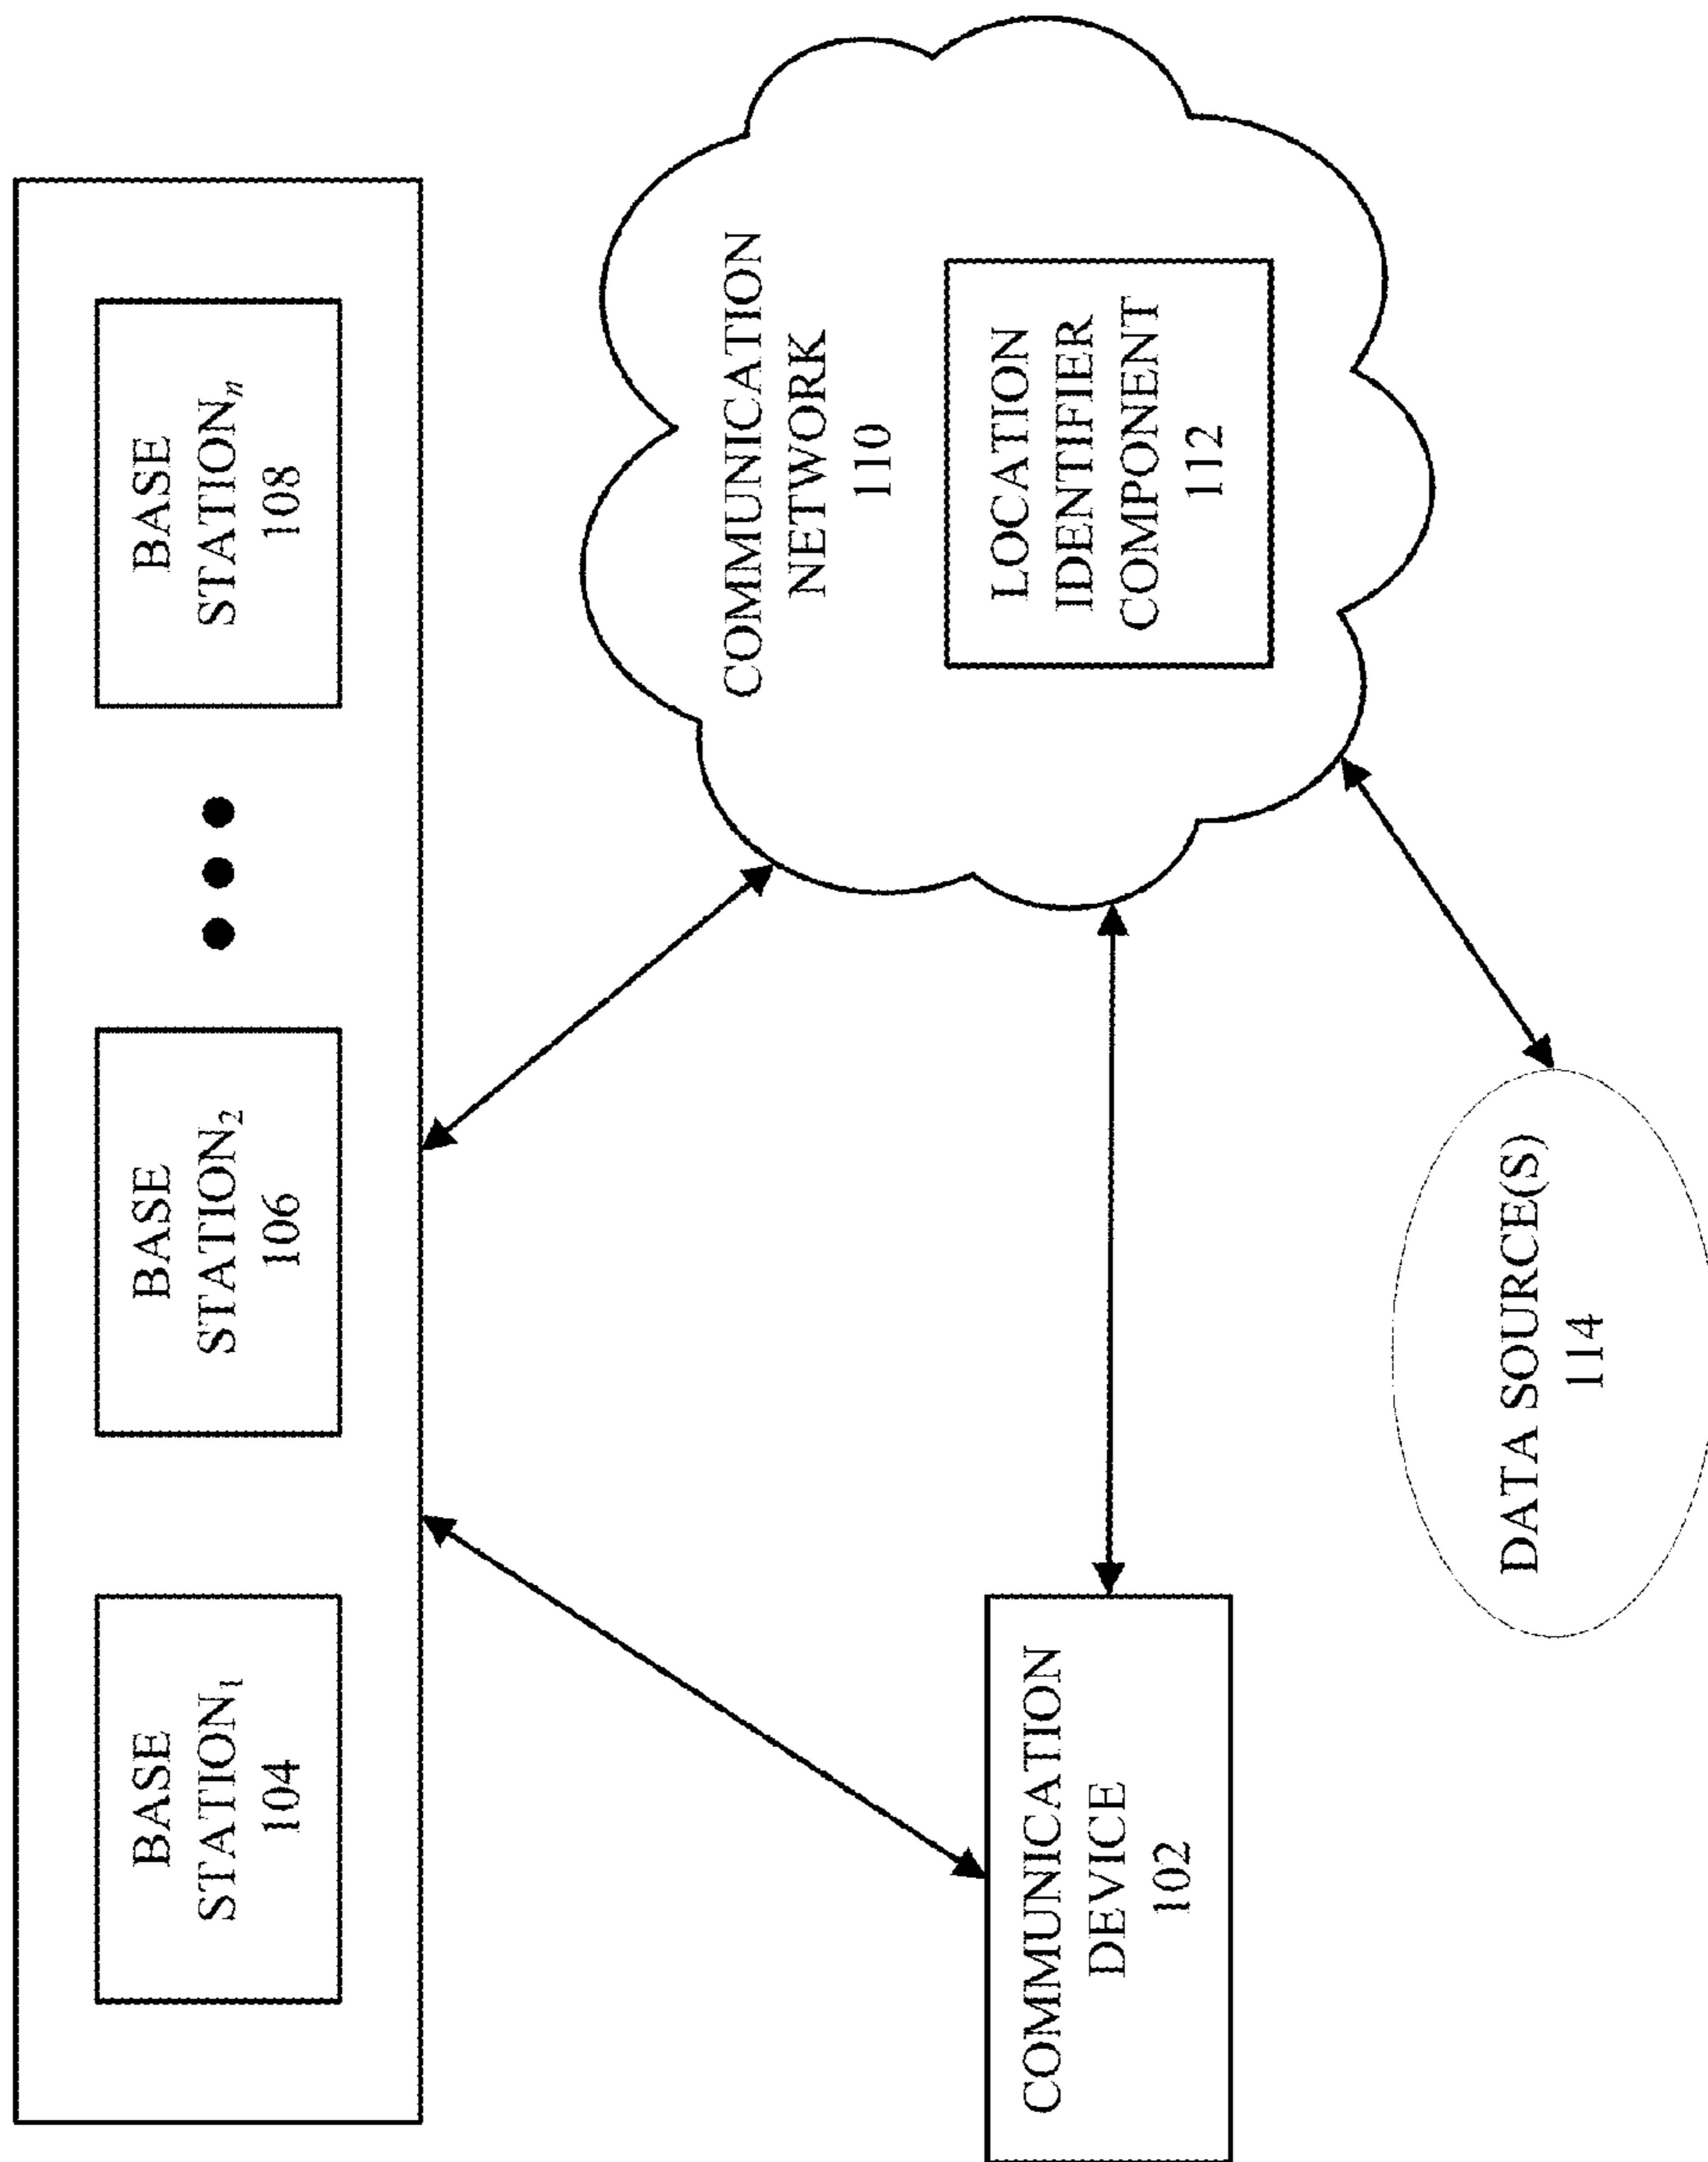 BASE
STATION₁
104
BASE
STATION₂
106
BASE
STATIONₙ
108
COMMUNICATION
NETWORK
110
LOCATION
IDENTIFIER
COMPONENT
112
COMMUNICATION
DEVICE
102
DATA SOURCE(S)
114